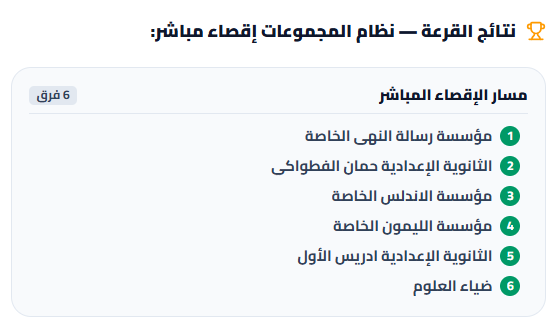 نتائج القرعة — نظام المجموعات إقصاء مباشر:
مسار الإقصاء المباشر
6 فرق
1 مؤسسة رسالة النهى الخاصة
2 الثانوية الإعدادية حمان الفطواكي
3 مؤسسة الاندلس الخاصة
4 مؤسسة الليمون الخاصة
5 الثانوية الإعدادية ادريس الأول
6 ضياء العلوم